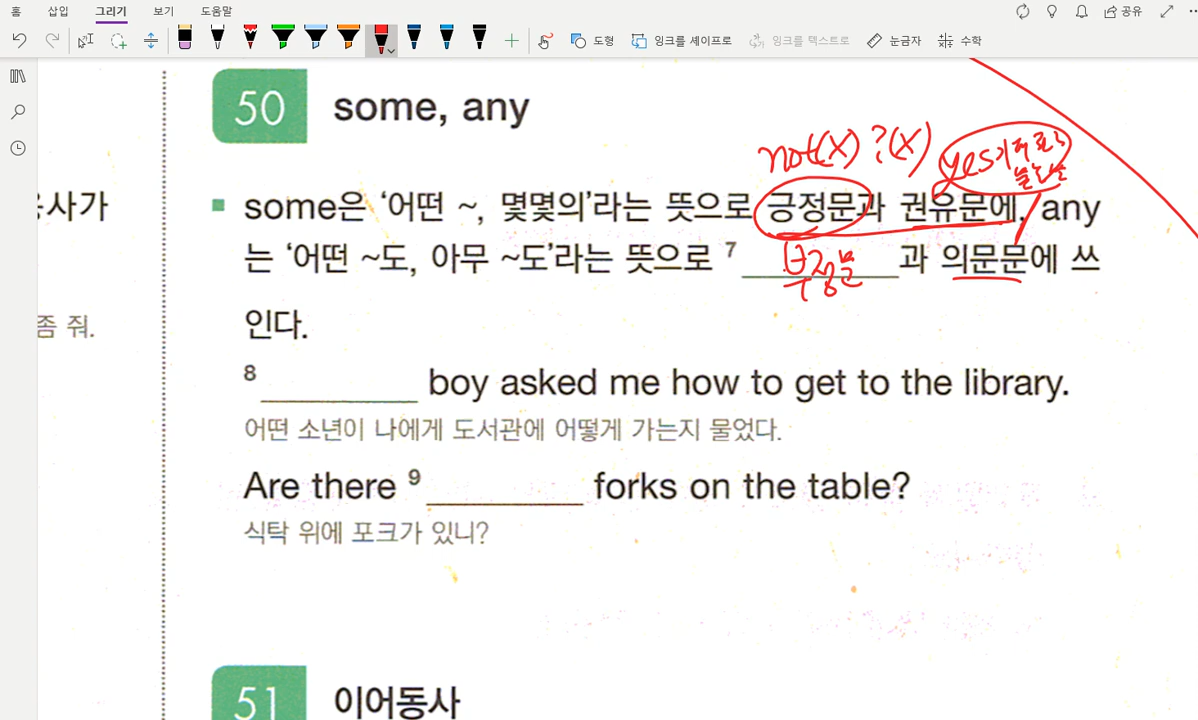 홈 삽입 그리기 보기 도움말 공유
도형 잉크를 셰이프로 잉크를 텍스트로 눈금자 수학
50 some, any
not(x) ?(x) yes
용사가
some은 ‘어떤 ~, 몇몇의’라는 뜻으로 긍정문과 권유문에, any
는 ‘어떤 ~도, 아무 ~도’라는 뜻으로 7 부정문과 의문문에 쓰
인다.
좀 줘.
8 ________ boy asked me how to get to the library.
어떤 소년이 나에게 도서관에 어떻게 가는지 물었다.
Are there 9 ________ forks on the table?
식탁 위에 포크가 있니?
51 이어동사